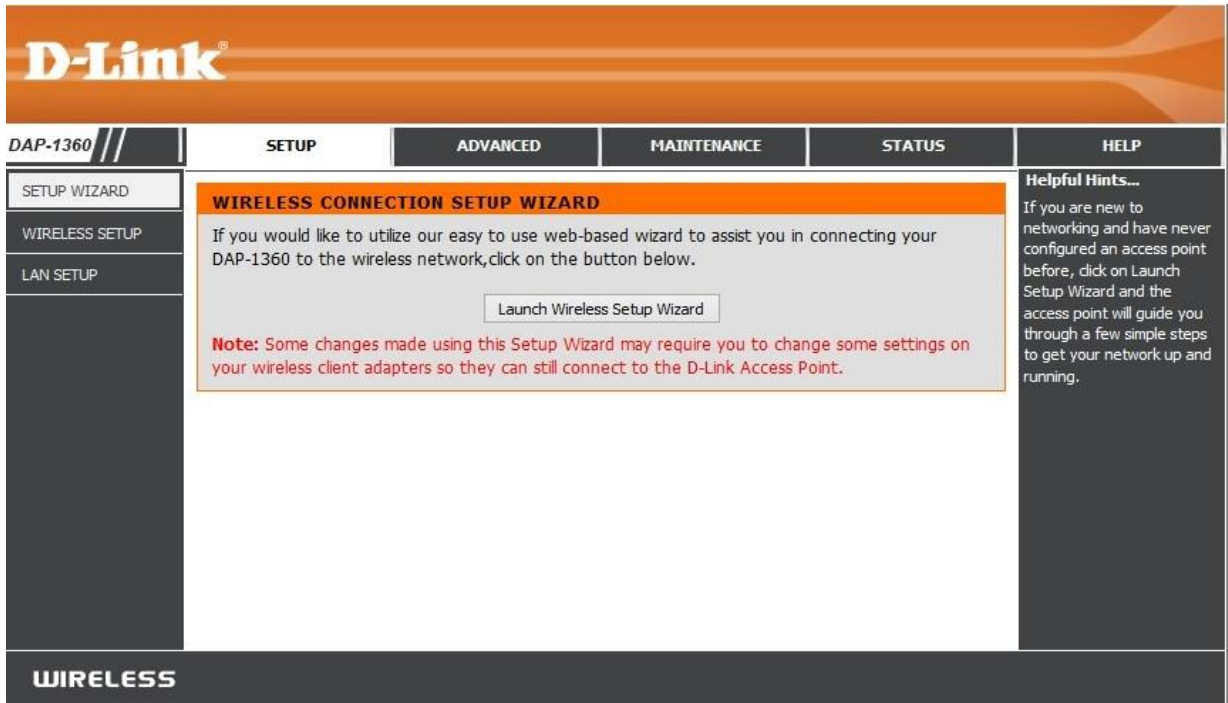 D-Link®
DAP-1360
SETUP
ADVANCED
MAINTENANCE
STATUS
HELP
SETUP WIZARD
WIRELESS SETUP
LAN SETUP
WIRELESS CONNECTION SETUP WIZARD
If you would like to utilize our easy to use web-based wizard to assist you in connecting your
DAP-1360 to the wireless network,click on the button below.
Launch Wireless Setup Wizard
Note: Some changes made using this Setup Wizard may require you to change some settings on
your wireless client adapters so they can still connect to the D-Link Access Point.
Helpful Hints...
If you are new to
networking and have never
configured an access point
before, click on Launch
Setup Wizard and the
access point will guide you
through a few simple steps
to get your network up and
running.
WIRELESS